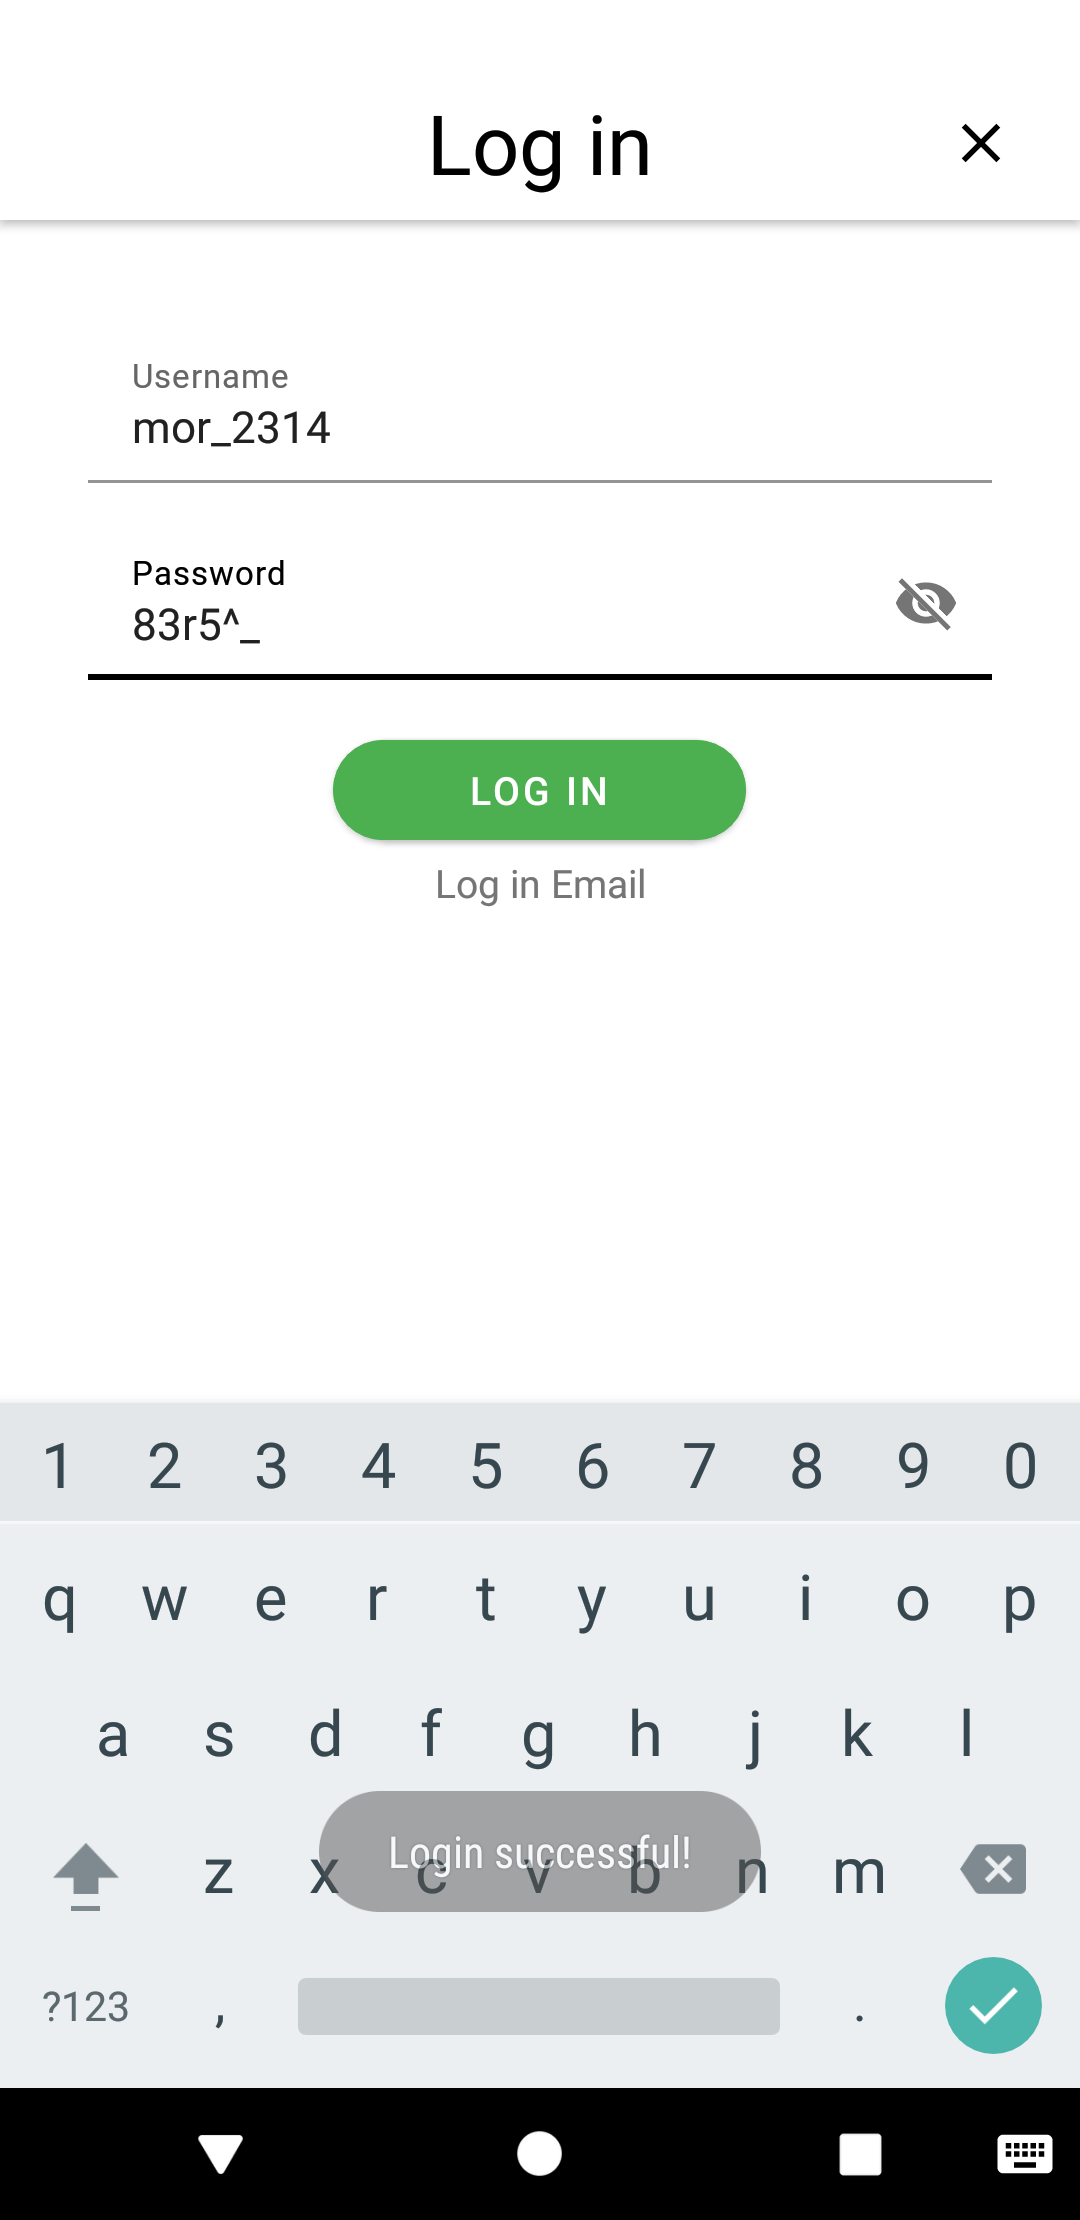 Log in
Username
mor_2314
Password
83r5^_
LOG IN
Log in Email
1 2 3 4 5 6 7 8 9 0
q w e r t y u i o p
a s d f g h j k l
Login successful!
z x c v b n m
?123 , .